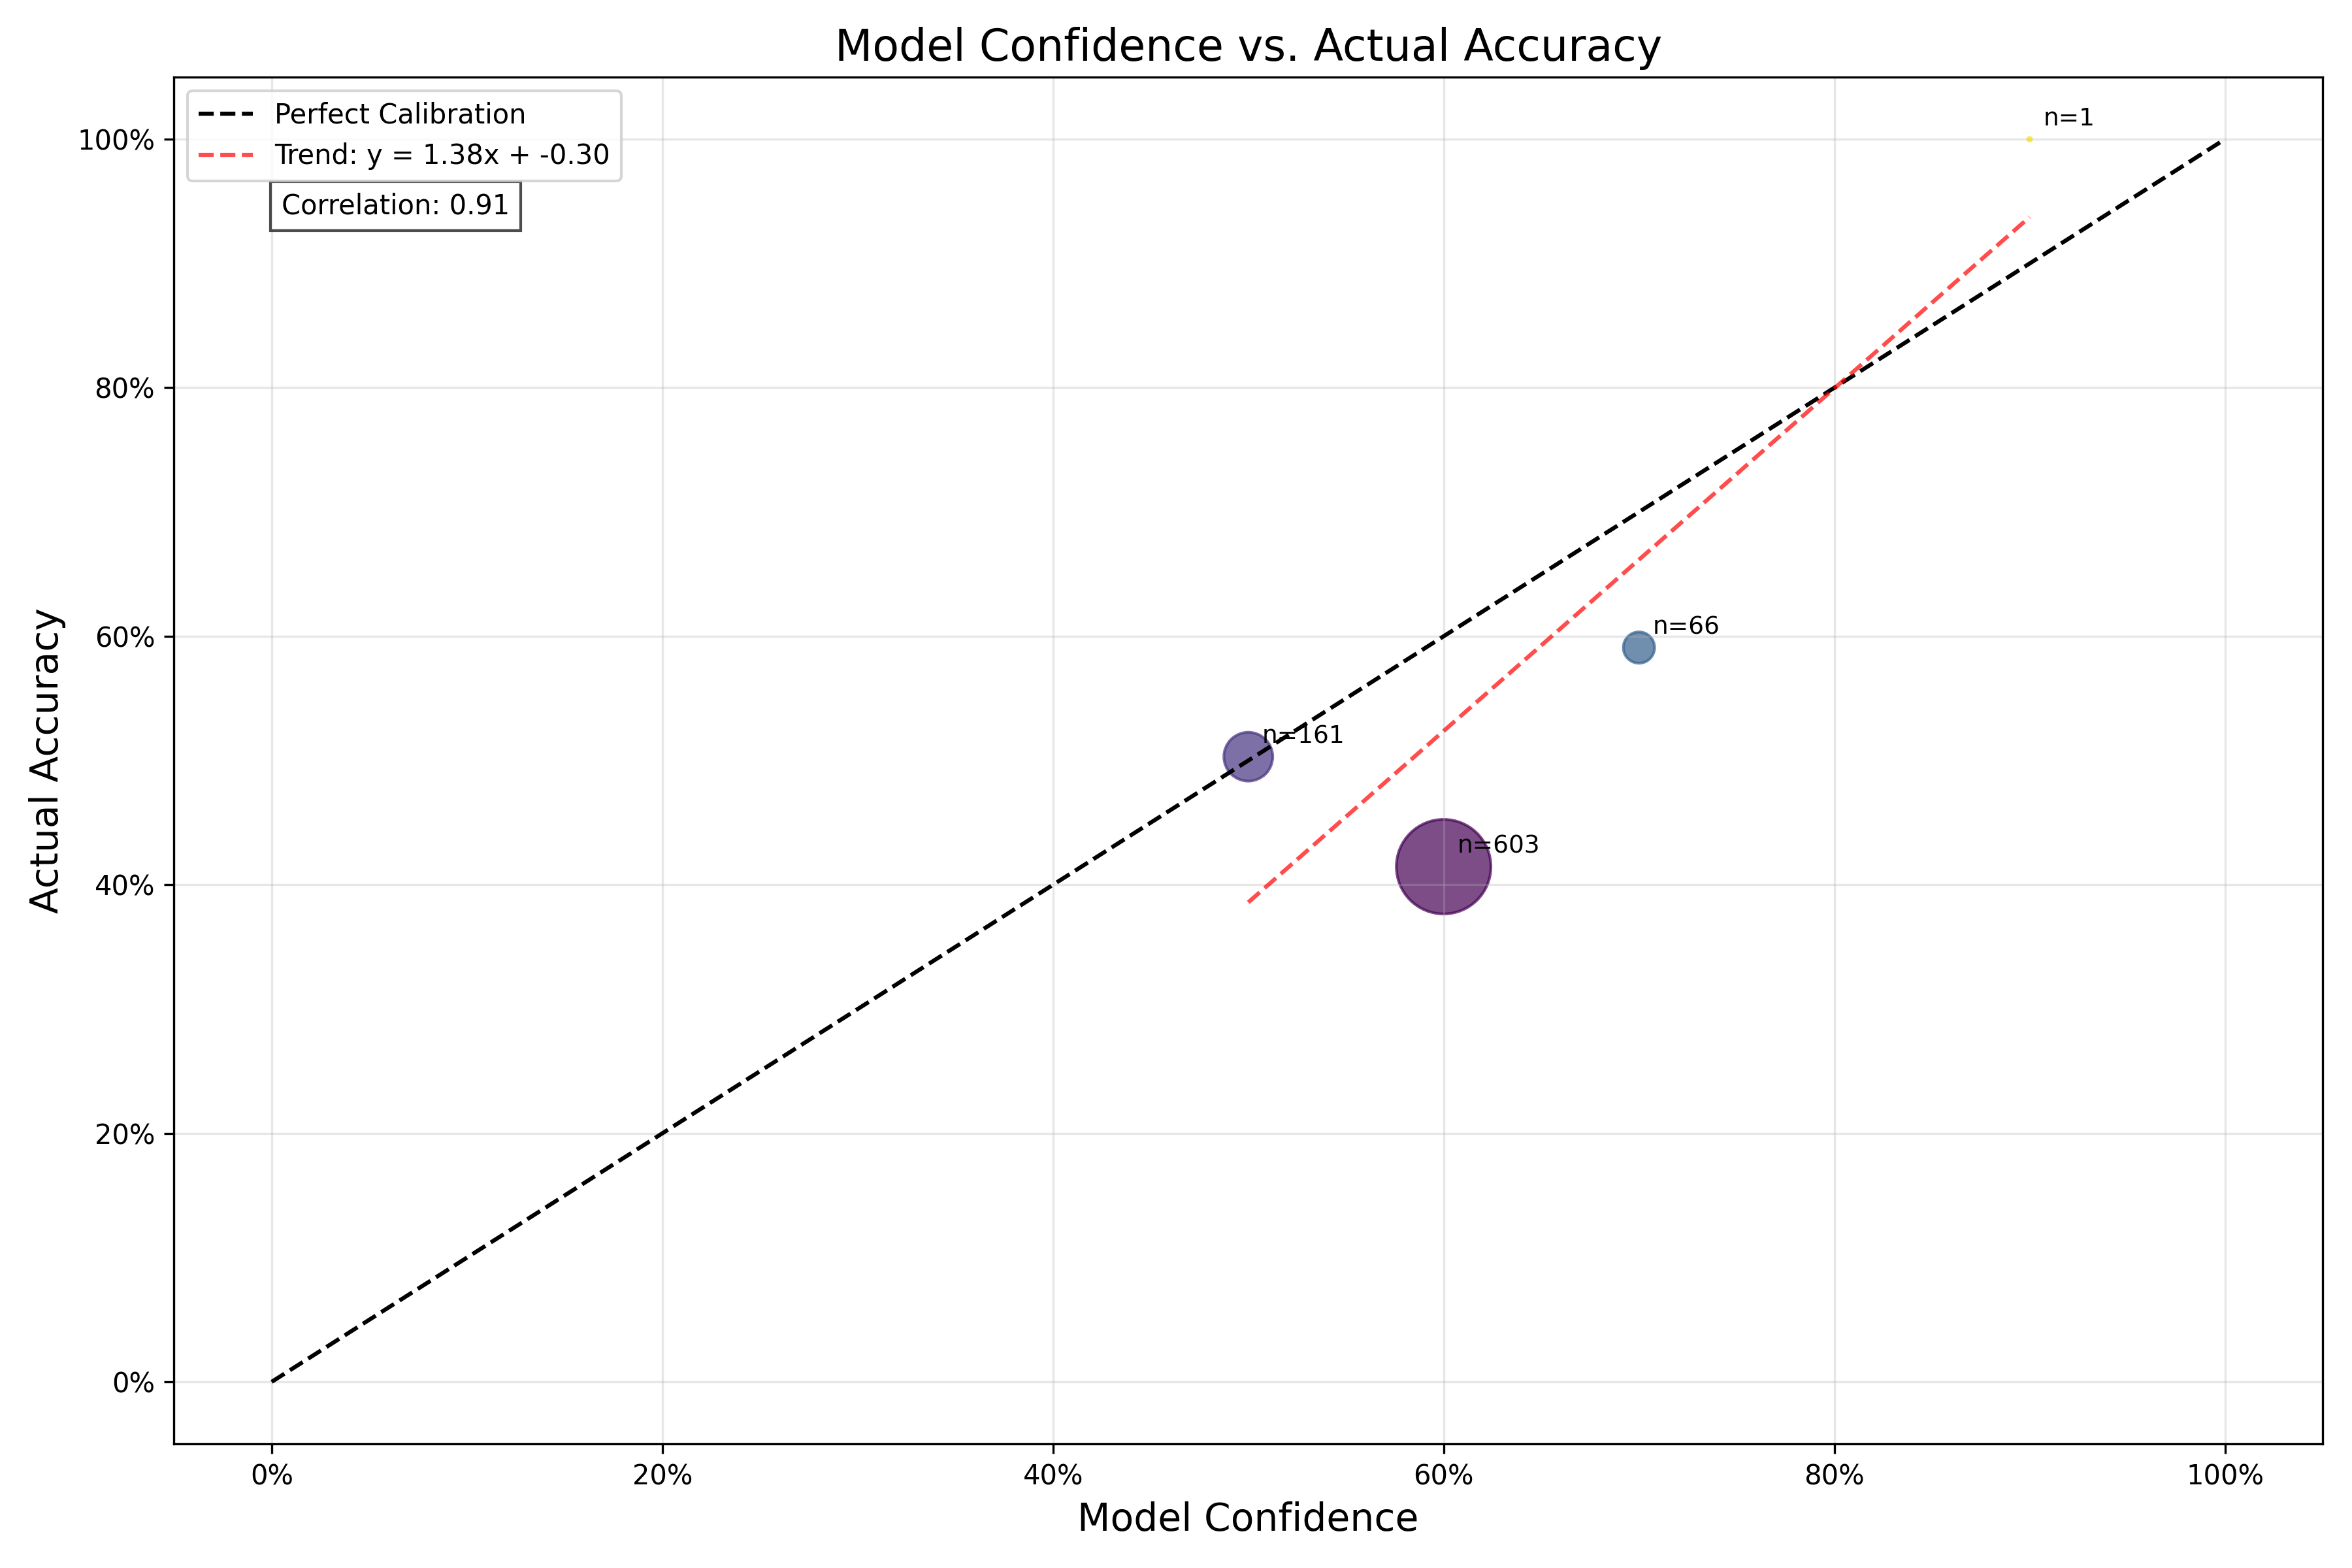 Model Confidence vs. Actual Accuracy
Perfect Calibration
Trend: y = 1.38x + -0.30
Correlation: 0.91
n=1
n=66
n=161
n=603
Actual Accuracy
100%
80%
60%
40%
20%
0%
0%
20%
40%
60%
80%
100%
Model Confidence